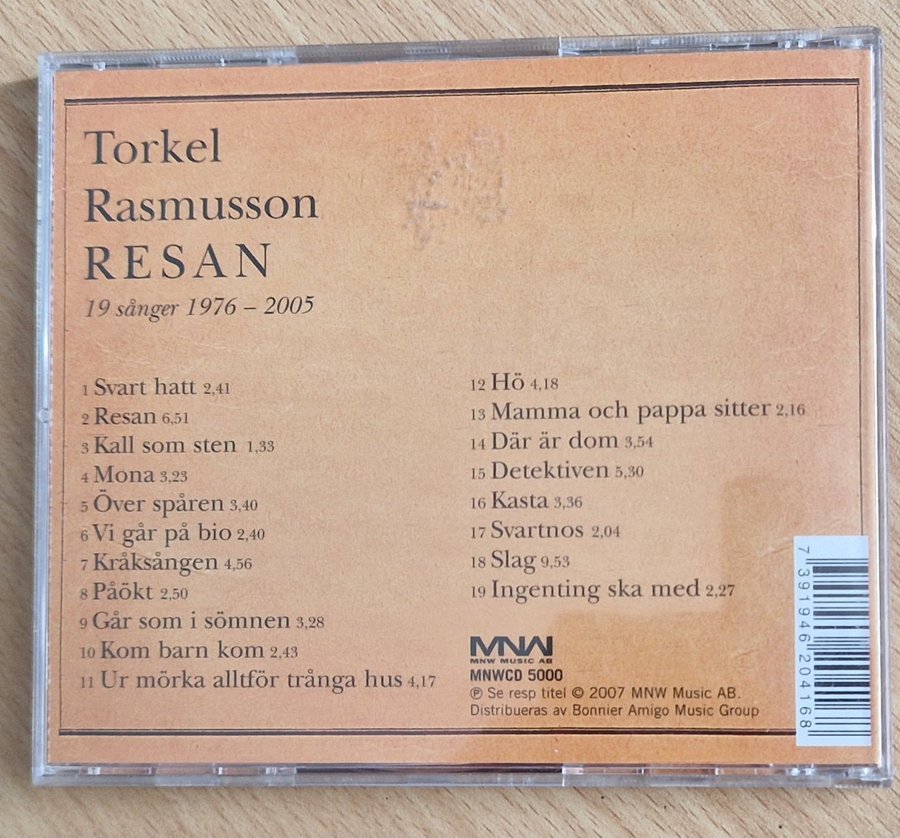 Torkel
Rasmusson
RESAN
19 sånger 1976 – 2005
1 Svart hatt 2,41
2 Resan 6,51
3 Kall som sten 1,33
4 Mona 3,23
5 Över spåren 3,40
6 Vi går på bio 2,40
7 Kråksången 4,56
8 Påökt 2,50
9 Går som i sömnen 3,28
10 Kom barn kom 2,43
11 Ur mörka alltför trånga hus 4,17
12 Hö 4,18
13 Mamma och pappa sitter 2,16
14 Där är dom 3,54
15 Detektiven 5,30
16 Kasta 3,36
17 Svartnos 2,04
18 Slag 9,53
19 Ingenting ska med 2,27
MNW
MNW MUSIC AB
MNWCD 5000
℗ Se resp titel © 2007 MNW Music AB.
Distribueras av Bonnier Amigo Music Group
7 391946 204168